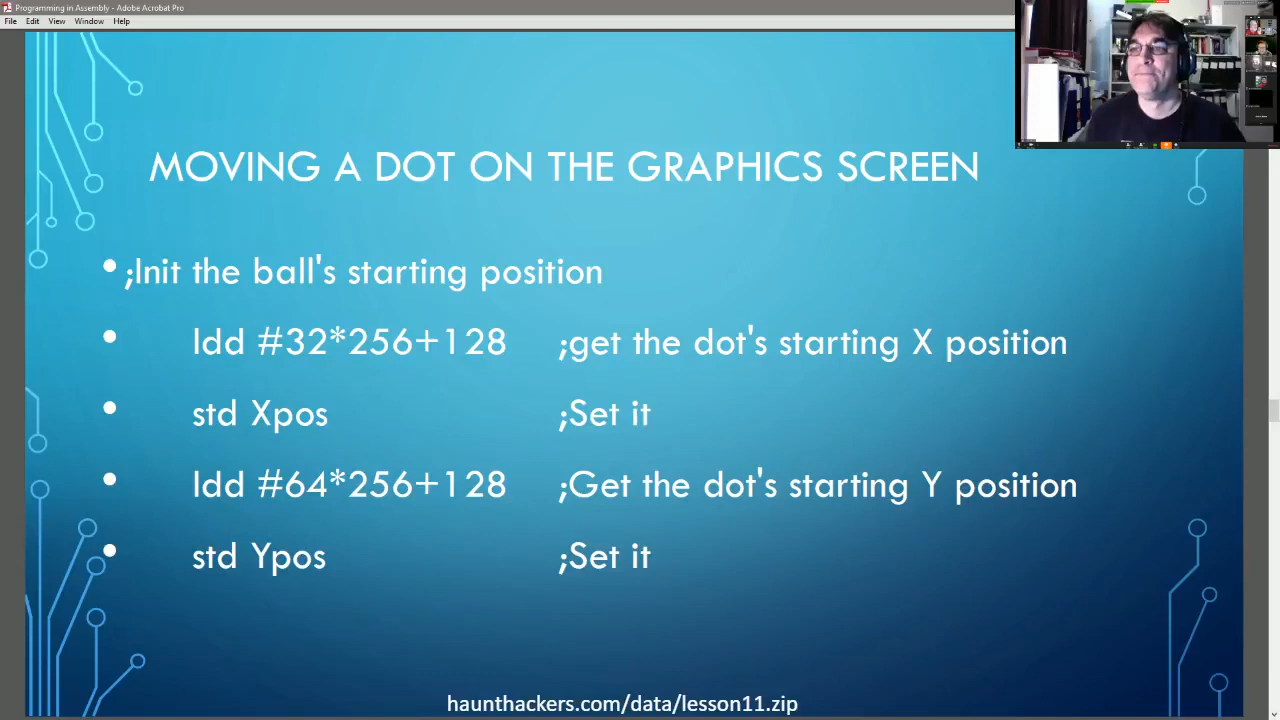 Programming in Assembly - Adobe Acrobat Pro
File Edit View Window Help
MOVING A DOT ON THE GRAPHICS SCREEN
• ;Init the ball's starting position
• ldd #32*256+128 ;get the dot's starting X position
• std Xpos ;Set it
• ldd #64*256+128 ;Get the dot's starting Y position
• std Ypos ;Set it
haunthackers.com/data/lesson11.zip